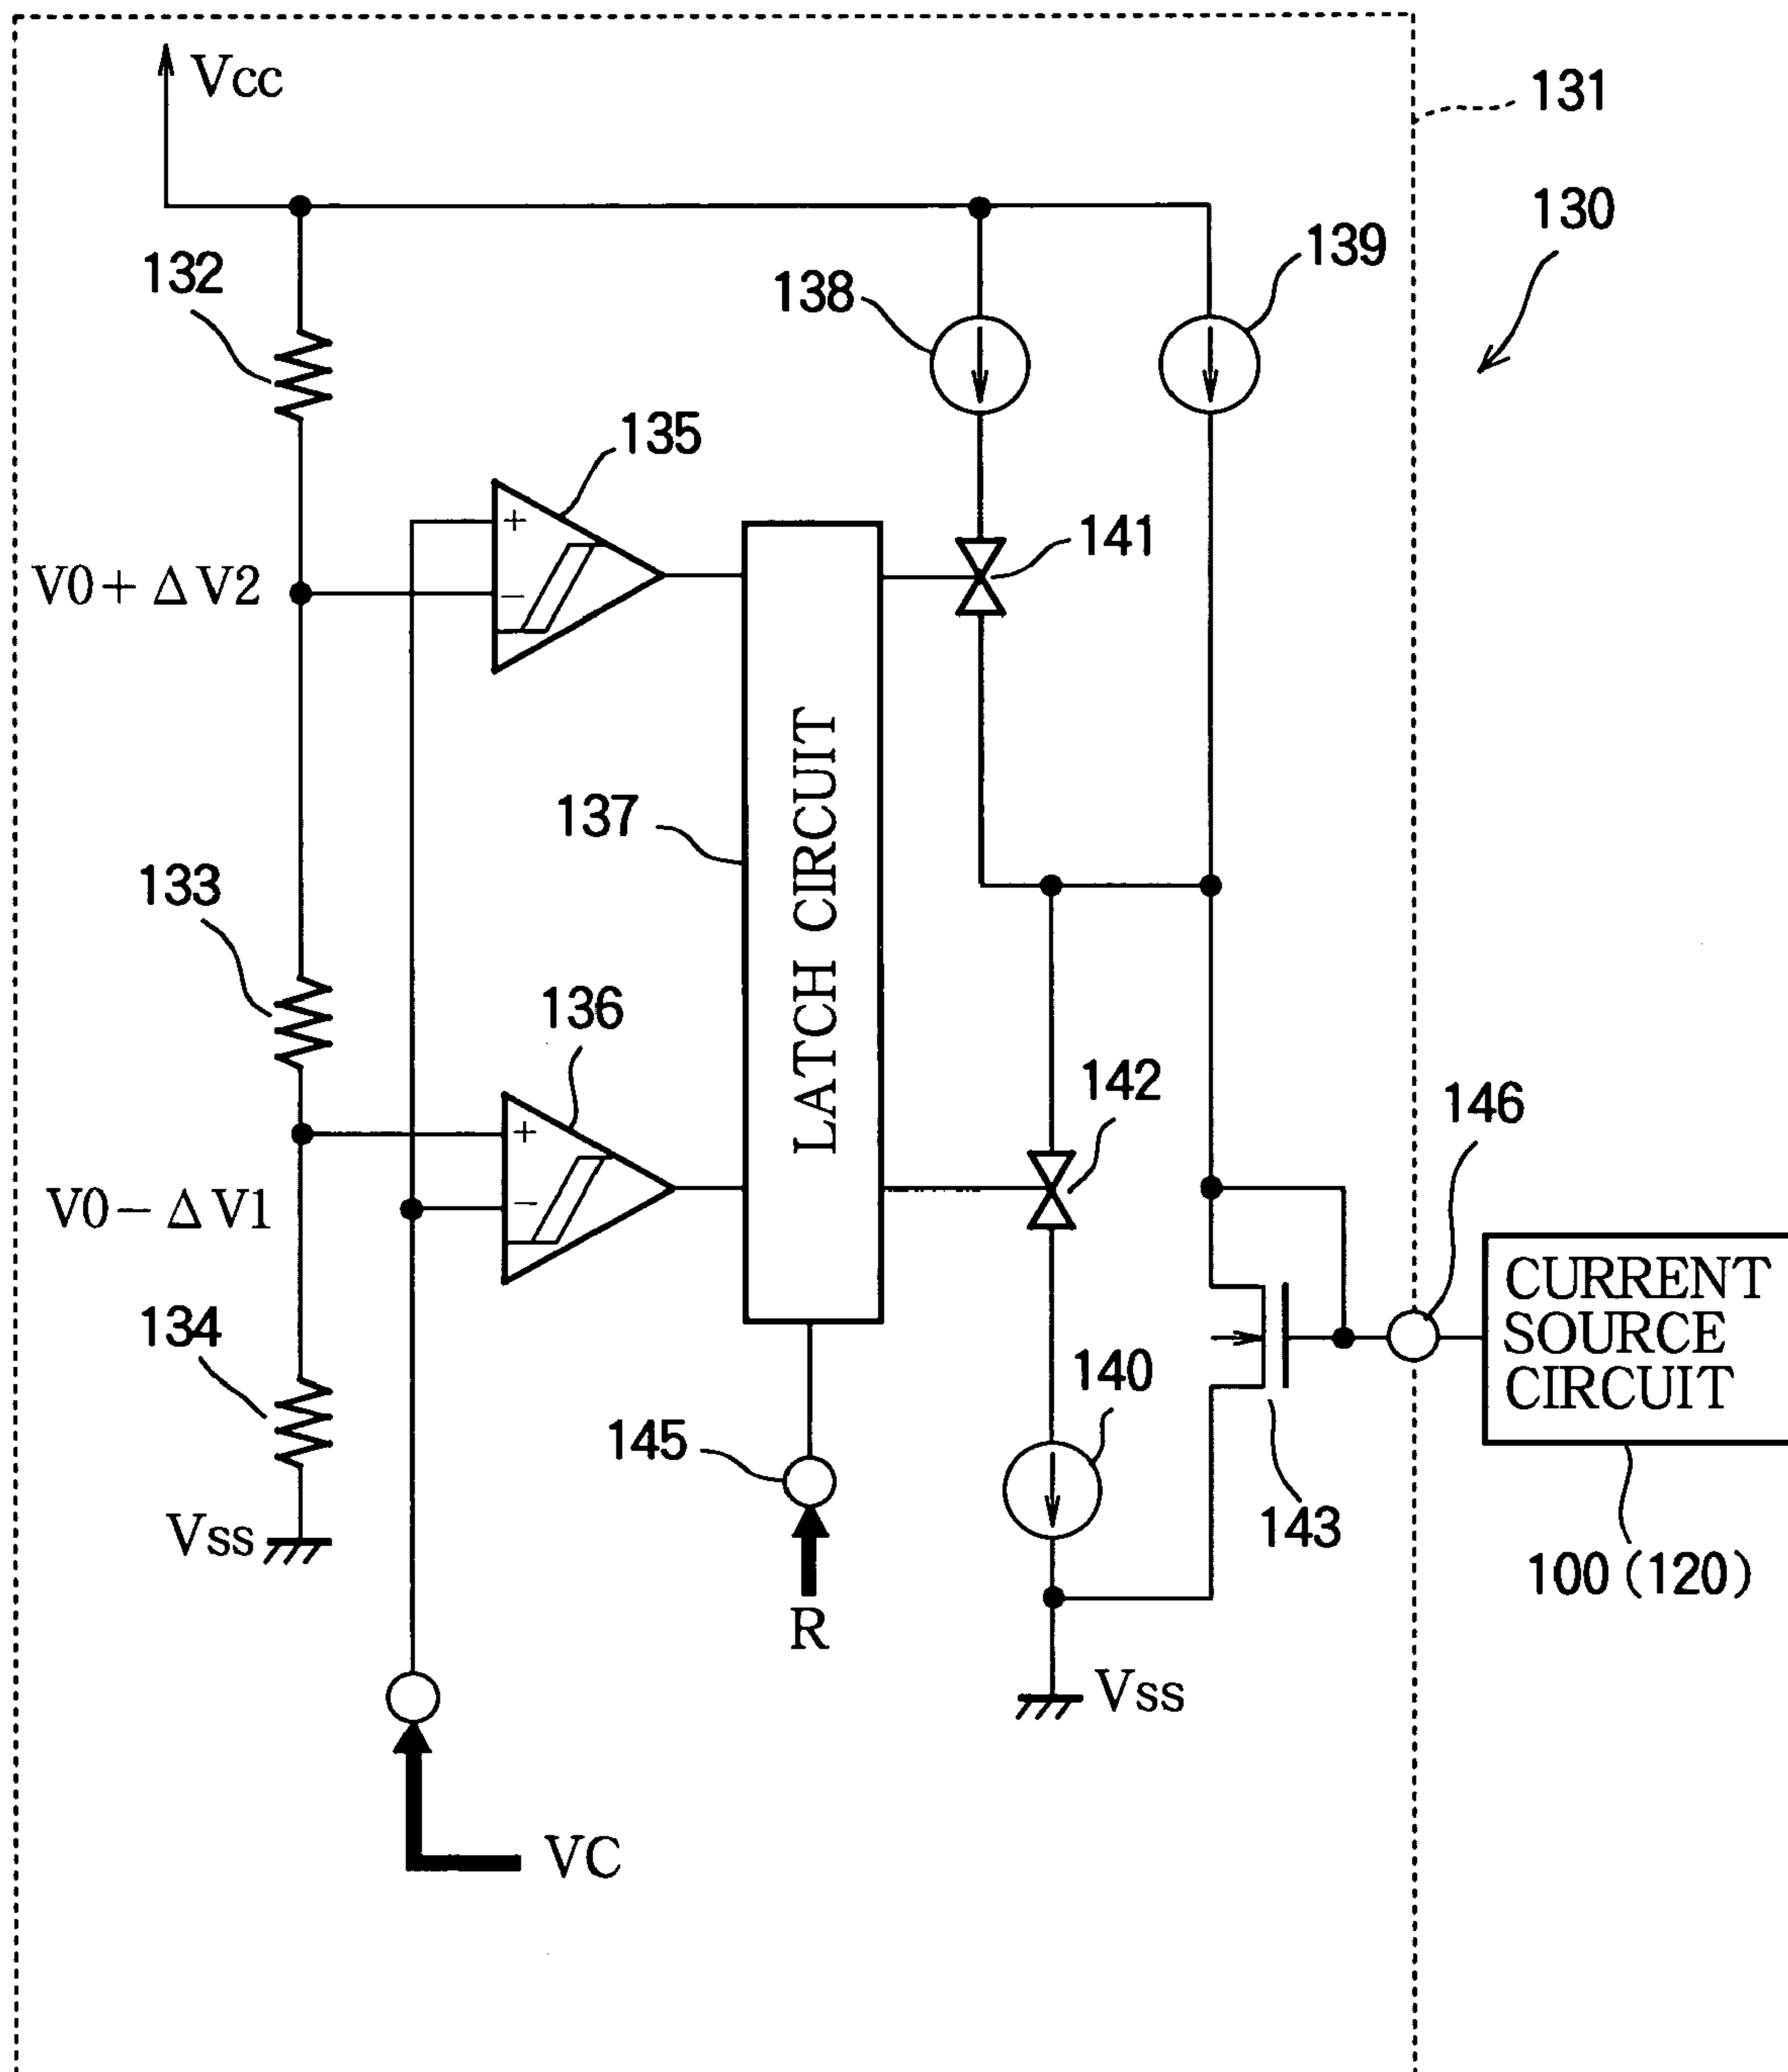 Vcc
131
130
139
132
138
135
141
V0+ΔV2
137
LATCH CIRCUIT
133
136
142
146
V0−ΔV1
CURRENT
SOURCE
CIRCUIT
134
140
145
143
Vss
100 (120)
R
Vss
VC
+
−
+
−